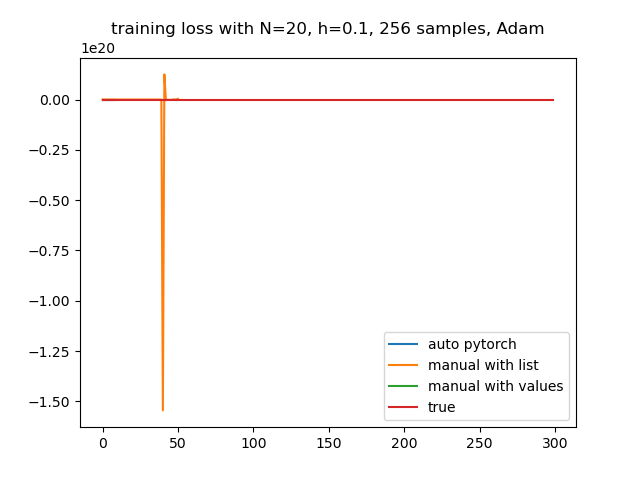 training loss with N=20, h=0.1, 256 samples, Adam
1e20
0.00
−0.25
−0.50
−0.75
−1.00
−1.25
−1.50
auto pytorch
manual with list
manual with values
true
0 50 100 150 200 250 300